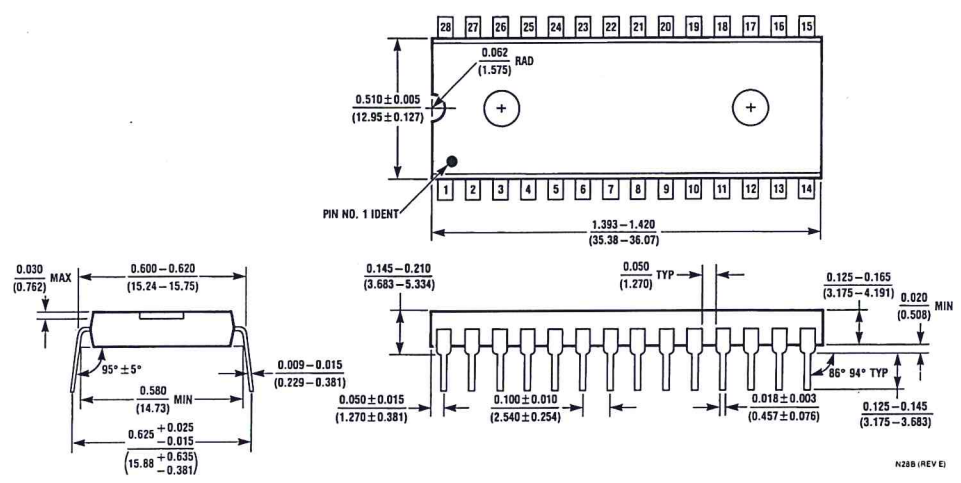 28 27 26 25 24 23 22 21 20 19 18 17 16 15
0.062
(1.575) RAD
0.510 ± 0.005
(12.95 ± 0.127)
PIN NO. 1 IDENT
1 2 3 4 5 6 7 8 9 10 11 12 13 14
1.393 – 1.420
(35.38 – 36.07)
0.030
(0.762) MAX
0.600 – 0.620
(15.24 – 15.75)
95° ± 5°
0.580
(14.73) MIN
0.625 + 0.025
– 0.015
(15.88 + 0.635
– 0.381)
0.009 – 0.015
(0.229 – 0.381)
0.145 – 0.210
(3.683 – 5.334)
0.050
(1.270) TYP
0.125 – 0.165
(3.175 – 4.191)
0.020
(0.508) MIN
86° 94° TYP
0.050 ± 0.015
(1.270 ± 0.381)
0.100 ± 0.010
(2.540 ± 0.254)
0.018 ± 0.003
(0.457 ± 0.076)
0.125 – 0.145
(3.175 – 3.683)
N28B (REV E)